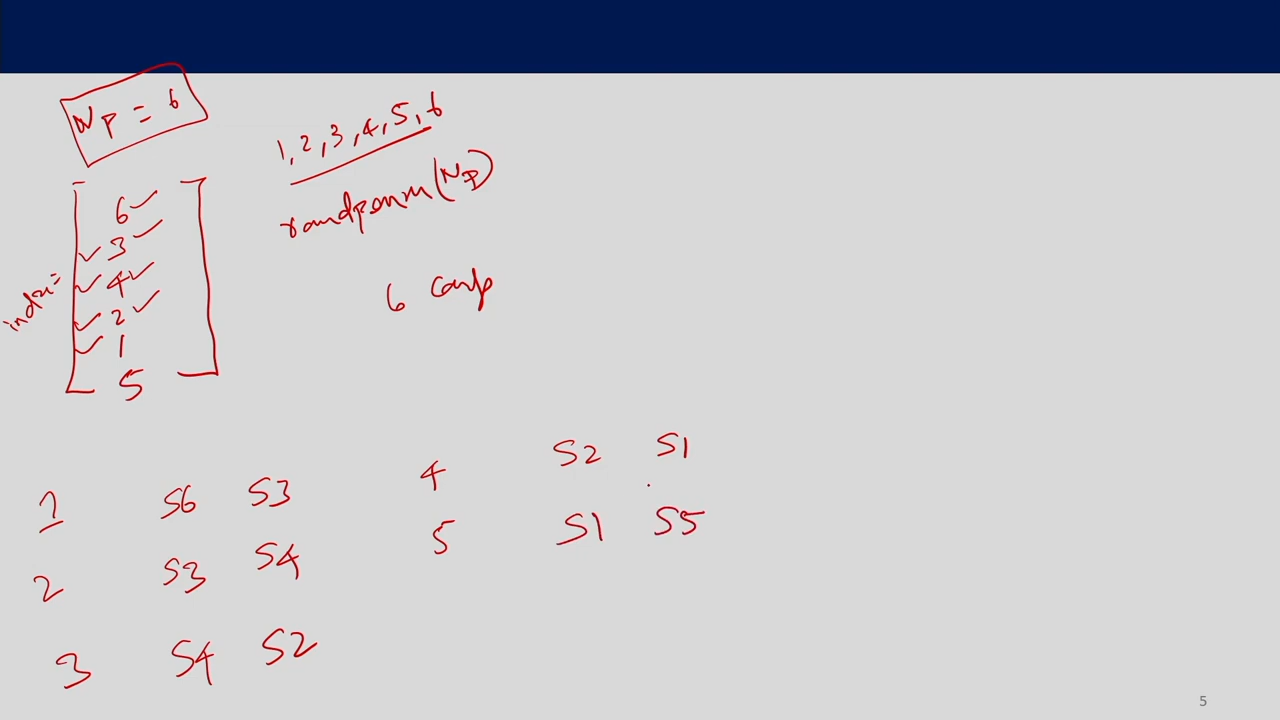 Np = 6
1, 2, 3, 4, 5, 6
randperm(Np)
6 ✓
✓ 3 ✓
✓ 4 ✓
✓ 2 ✓
✓ 1
5
indx =
6 comp
1 S6 S3
2 S3 S4
3 S4 S2
4 S2 S1
5 S1 S5
5